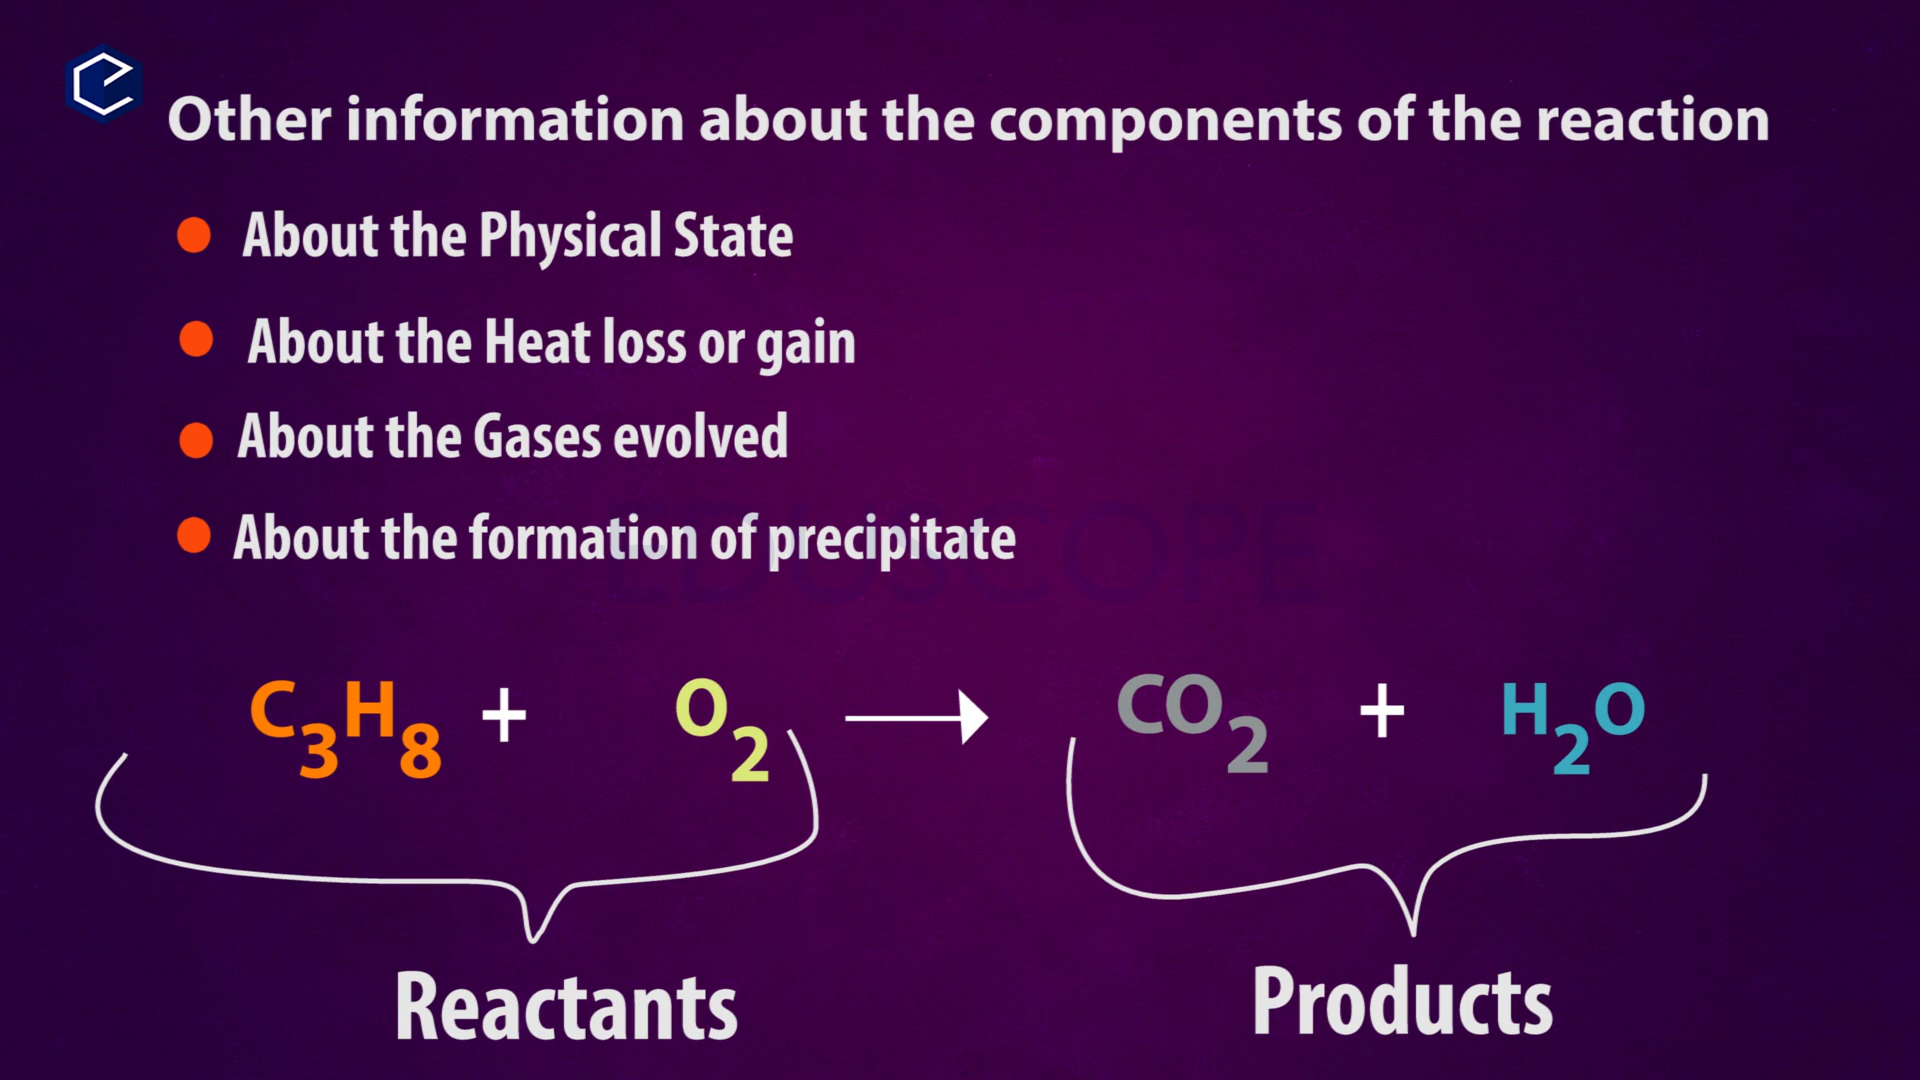 Other information about the components of the reaction
About the Physical State
About the Heat loss or gain
About the Gases evolved
About the formation of precipitate
EDUSCOPE
C₃H₈ + O₂ → CO₂ + H₂O
Reactants Products